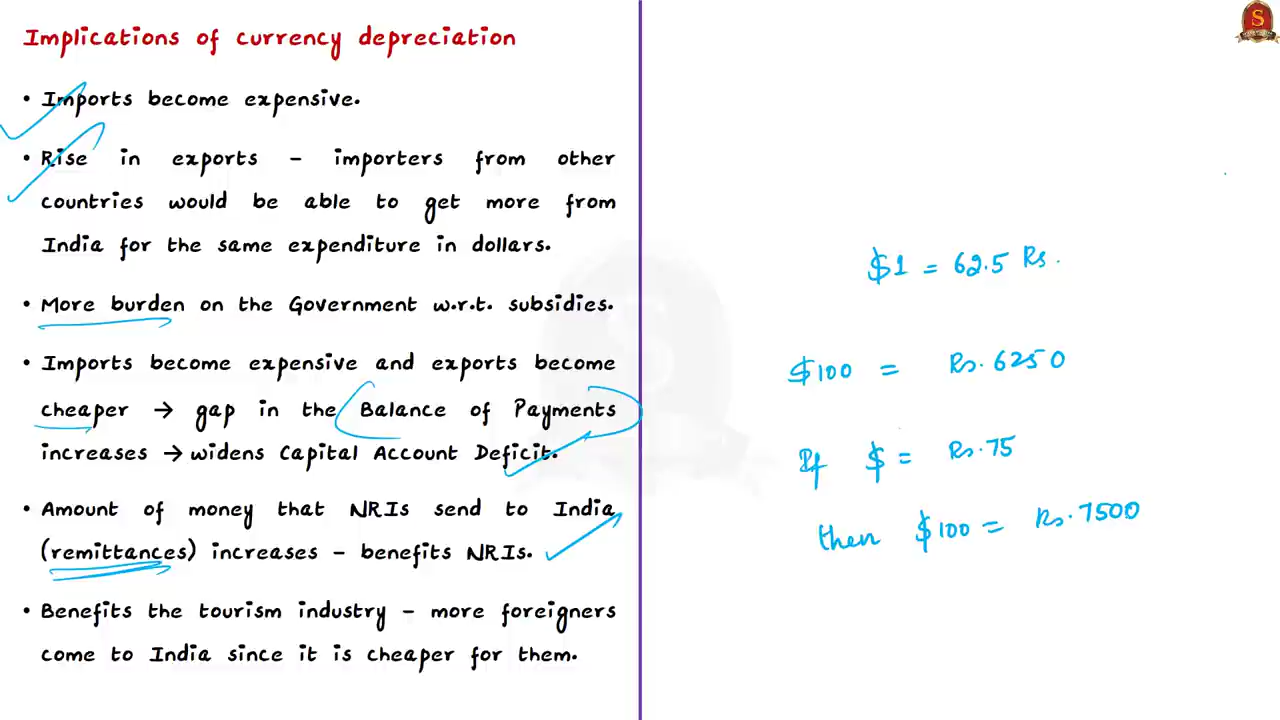 Implications of currency depreciation
• Imports become expensive.
• Rise in exports – importers from other
countries would be able to get more from
India for the same expenditure in dollars.
• More burden on the Government w.r.t. subsidies.
• Imports become expensive and exports become
cheaper → gap in the Balance of Payments
increases → widens Capital Account Deficit.
• Amount of money that NRIs send to India
(remittances) increases – benefits NRIs.
• Benefits the tourism industry – more foreigners
come to India since it is cheaper for them.
$1 = 62.5 Rs.
$100 = Rs. 6250
If $ = Rs. 75
then $100 = Rs. 7500
S